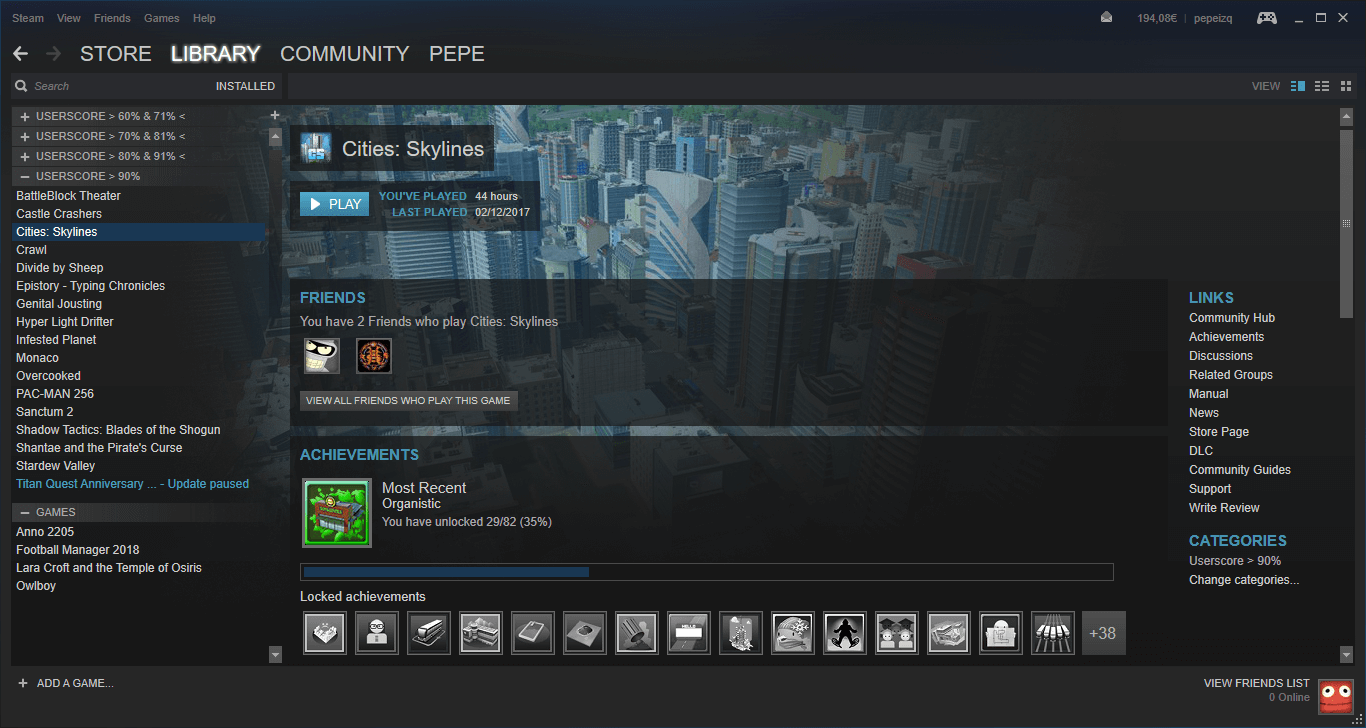 Steam View Friends Games Help
194,08€ | pepeizq
STORE LIBRARY COMMUNITY PEPE
Search INSTALLED
VIEW
USERSCORE > 60% & 71% <
USERSCORE > 70% & 81% <
USERSCORE > 80% & 91% <
USERSCORE > 90%
BattleBlock Theater
Castle Crashers
Cities: Skylines
Crawl
Divide by Sheep
Epistory - Typing Chronicles
Genital Jousting
Hyper Light Drifter
Infested Planet
Monaco
Overcooked
PAC-MAN 256
Sanctum 2
Shadow Tactics: Blades of the Shogun
Shantae and the Pirate's Curse
Stardew Valley
Titan Quest Anniversary ... - Update paused
GAMES
Anno 2205
Football Manager 2018
Lara Croft and the Temple of Osiris
Owlboy
CS
Cities: Skylines
PLAY
YOU'VE PLAYED 44 hours
LAST PLAYED 02/12/2017
FRIENDS
You have 2 Friends who play Cities: Skylines
VIEW ALL FRIENDS WHO PLAY THIS GAME
ACHIEVEMENTS
Most Recent
Organistic
You have unlocked 29/82 (35%)
Locked achievements
HELLO
+38
LINKS
Community Hub
Achievements
Discussions
Related Groups
Manual
News
Store Page
DLC
Community Guides
Support
Write Review
CATEGORIES
Userscore > 90%
Change categories...
+ ADD A GAME...
VIEW FRIENDS LIST
0 Online